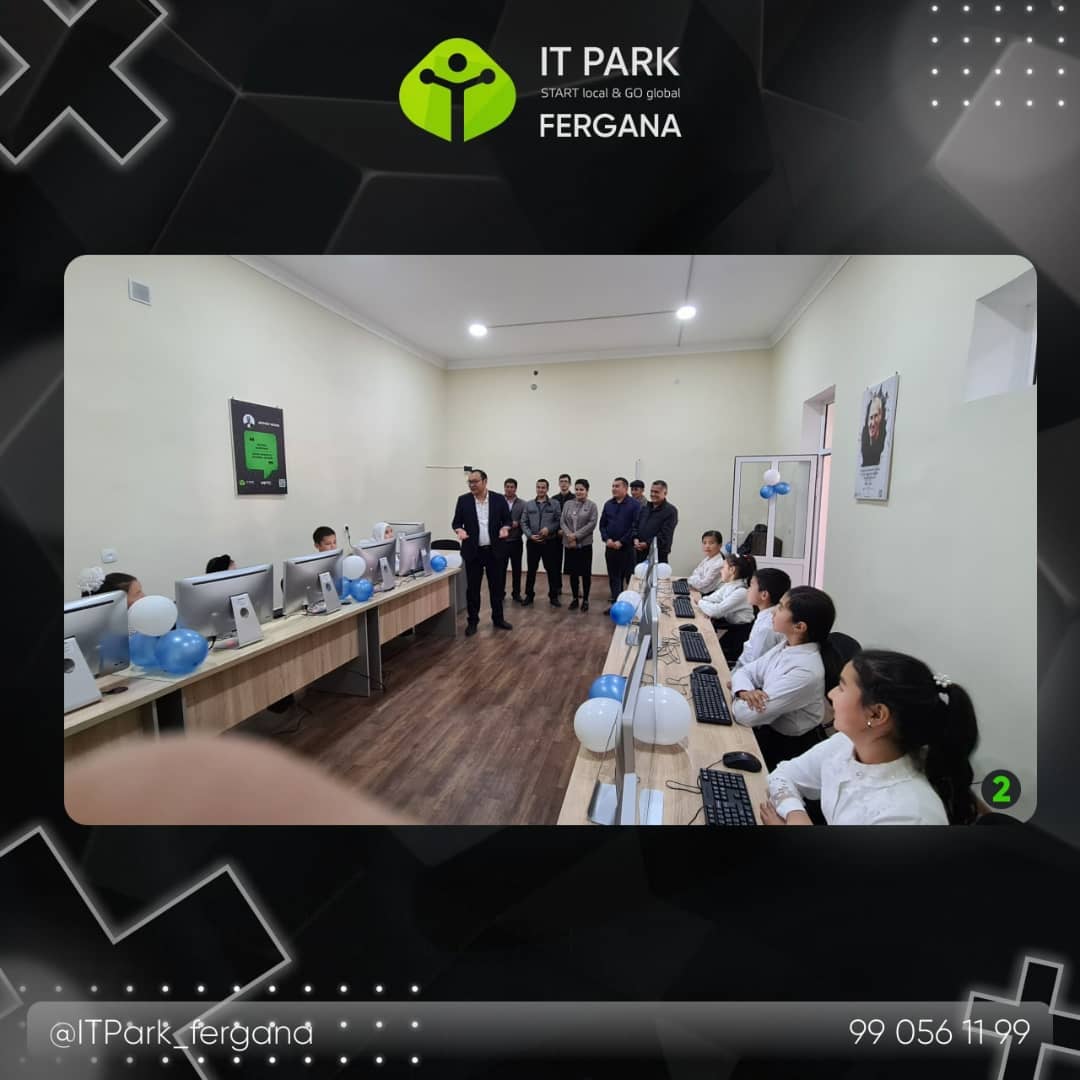 IT PARK
START local & GO global
FERGANA
2
@ITPark_fergana
99 056 11 99